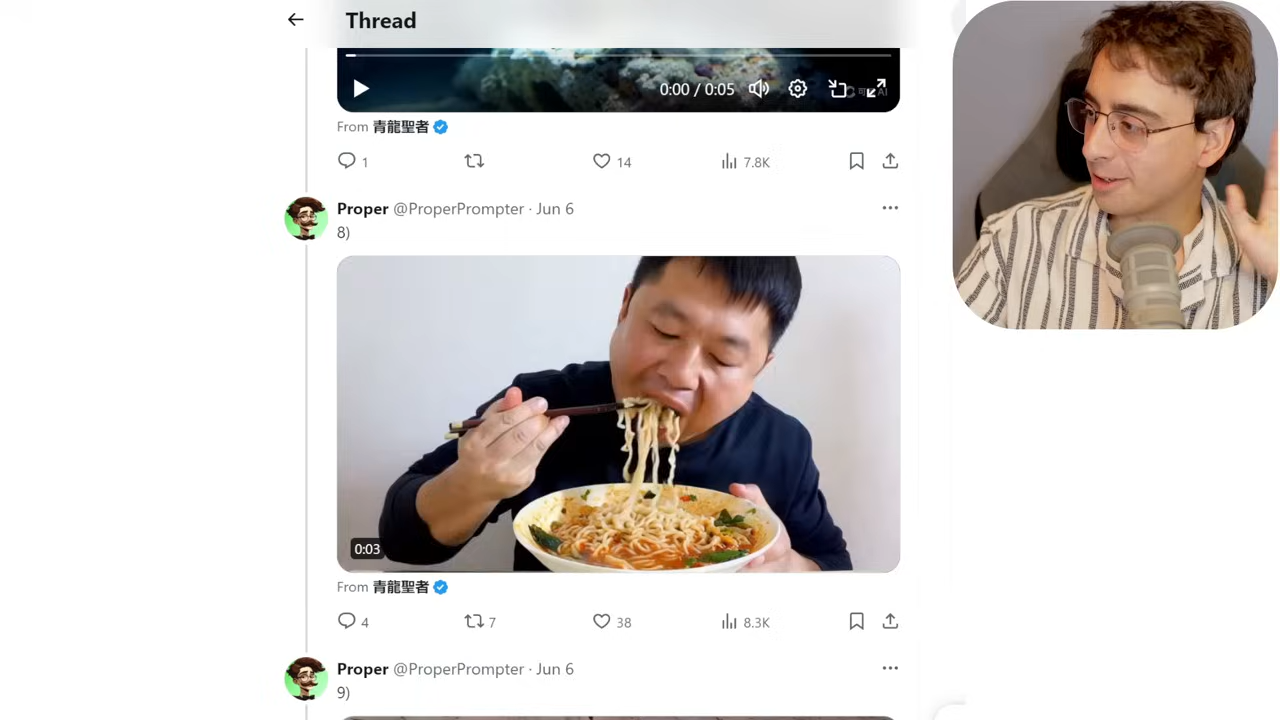 Thread
0:00 / 0:05
From 青龍聖者
1
14
7.8K
Proper @ProperPrompter · Jun 6
8)
0:03
From 青龍聖者
4
7
38
8.3K
Proper @ProperPrompter · Jun 6
9)